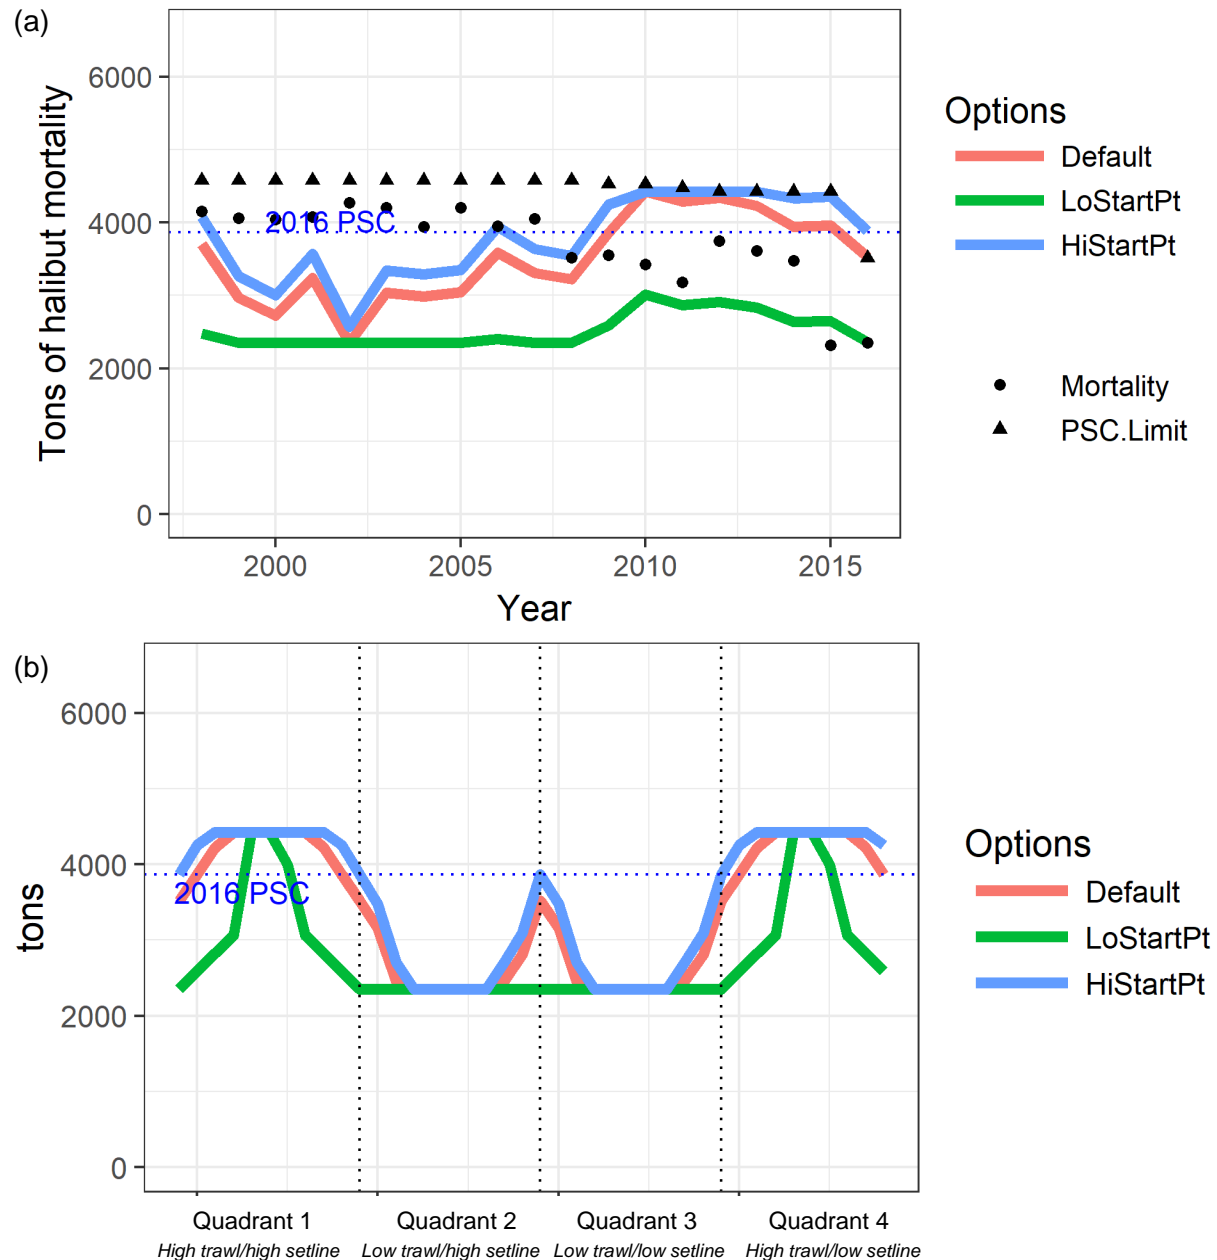 (a)
Tons of halibut mortality
6000
4000
2000
0
2016 PSC
2000
2005
2010
2015
Year
Options
Default
LoStartPt
HiStartPt
Mortality
PSC.Limit
(b)
tons
6000
4000
2000
0
2016 PSC
Quadrant 1
Quadrant 2
Quadrant 3
Quadrant 4
High trawl/high setline
Low trawl/high setline
Low trawl/low setline
High trawl/low setline
Options
Default
LoStartPt
HiStartPt